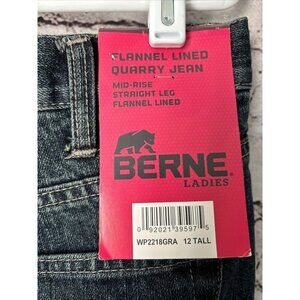 FLANNEL LINED
QUARRY JEAN
MID-RISE
STRAIGHT LEG
FLANNEL LINED
BERNE
LADIES
0 92021 39597 5
WP2218GRA 12 TALL